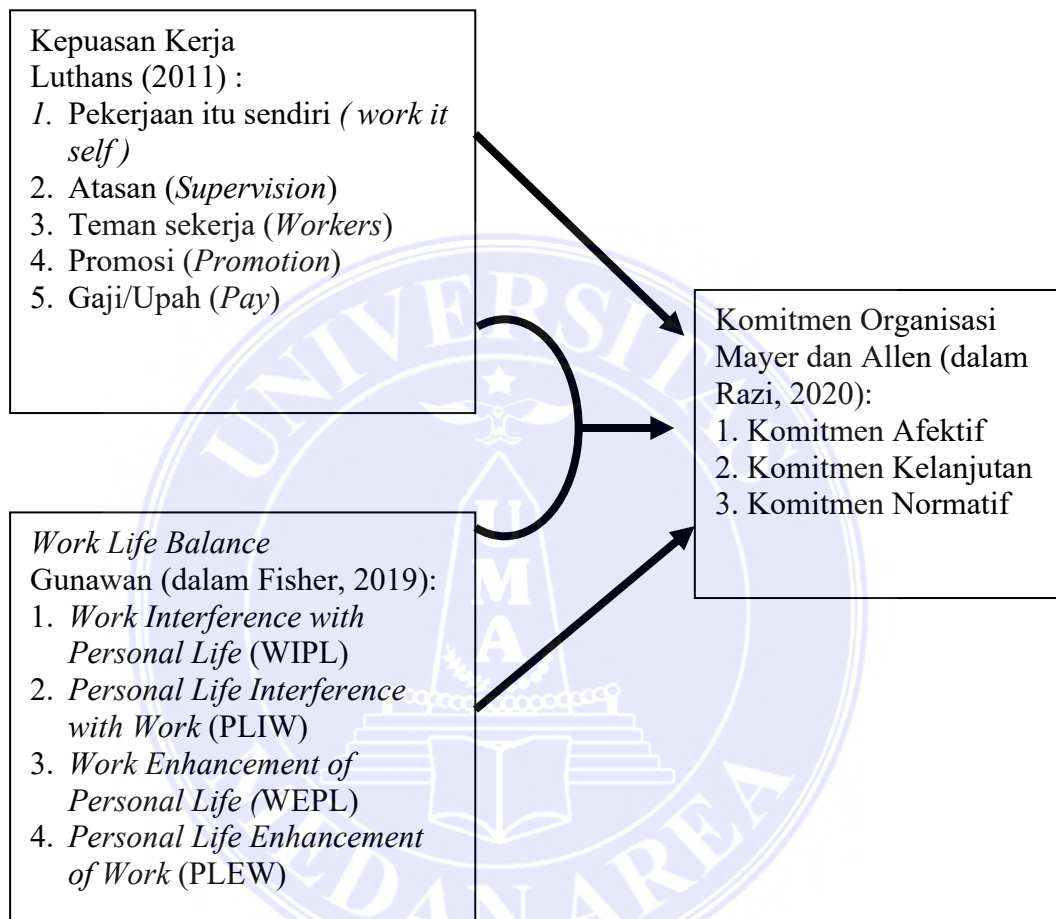 Kepuasan Kerja
Luthans (2011) :
1. Pekerjaan itu sendiri ( work it
self )
2. Atasan (Supervision)
3. Teman sekerja (Workers)
4. Promosi (Promotion)
5. Gaji/Upah (Pay)
Komitmen Organisasi
Mayer dan Allen (dalam
Razi, 2020):
1. Komitmen Afektif
2. Komitmen Kelanjutan
3. Komitmen Normatif
Work Life Balance
Gunawan (dalam Fisher, 2019):
1. Work Interference with
Personal Life (WIPL)
2. Personal Life Interference
with Work (PLIW)
3. Work Enhancement of
Personal Life (WEPL)
4. Personal Life Enhancement
of Work (PLEW)
UNIVERSITAS
UMA
MEDAN AREA